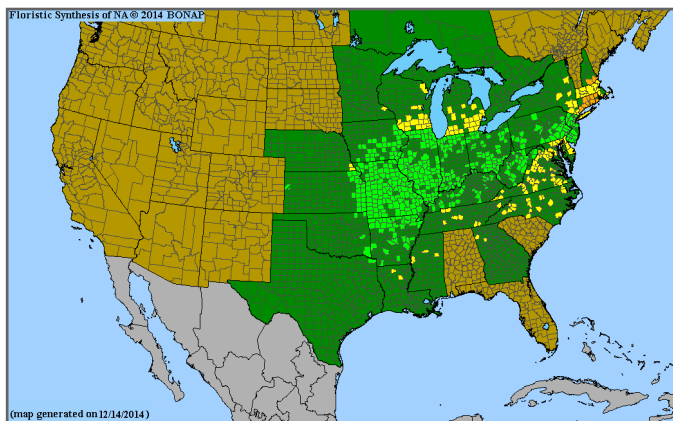 Floristic Synthesis of NA © 2014 BONAP
(map generated on 12/14/2014)